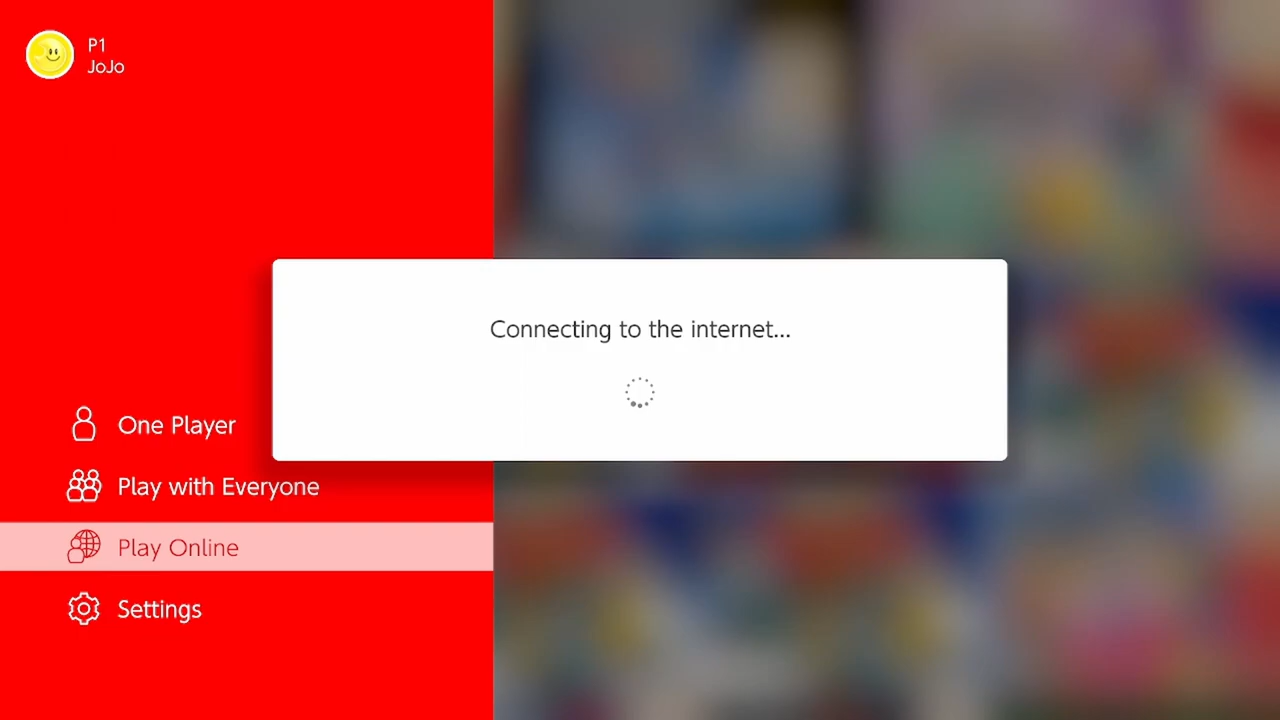 P1
JoJo
Connecting to the internet...
One Player
Play with Everyone
Play Online
Settings